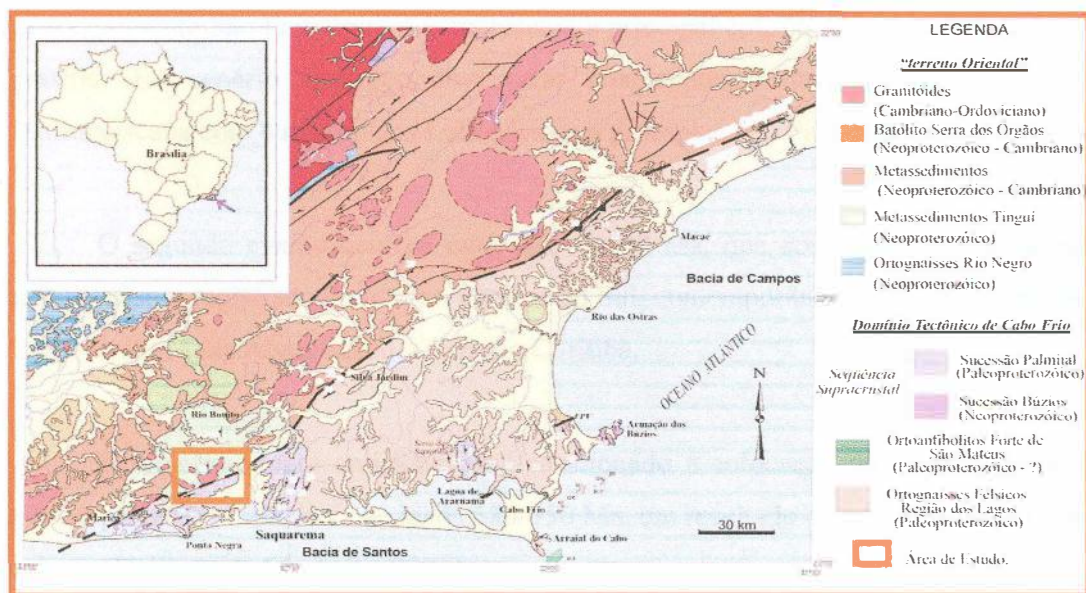 Brasília
Macaé
Bacia de Campos
Rio das Ostras
OCEANO ATLÂNTICO
N
Silva Jardim
Rio Bonito
Armação dos
Búzios
Lagoa de
Araruama
Cabo Frio
30 km
Maricá
Ponta Negra
Saquarema
Bacia de Santos
Arraial do Cabo
LEGENDA
"terreno Oriental"
Granitóides
(Cambriano-Ordoviciano)
Batólito Serra dos Órgãos
(Neoproterozóico - Cambriano)
Metassedimentos
(Neoproterozóico - Cambriano)
Metassedimentos Tinguí
(Neoproterozóico)
Ortognaisses Rio Negro
(Neoproterozóico)
Domínio Tectônico de Cabo Frio
Seqüência
Supracrustal
Sucessão Palmital
(Paleoproterozóico)
Sucessão Búzios
(Neoproterozóico)
Ortoanfibolitos Forte de
São Mateus
(Paleoproterozóico - ?)
Ortognaisses Félsicos
Região dos Lagos
(Paleoproterozóico)
Área de Estudo.